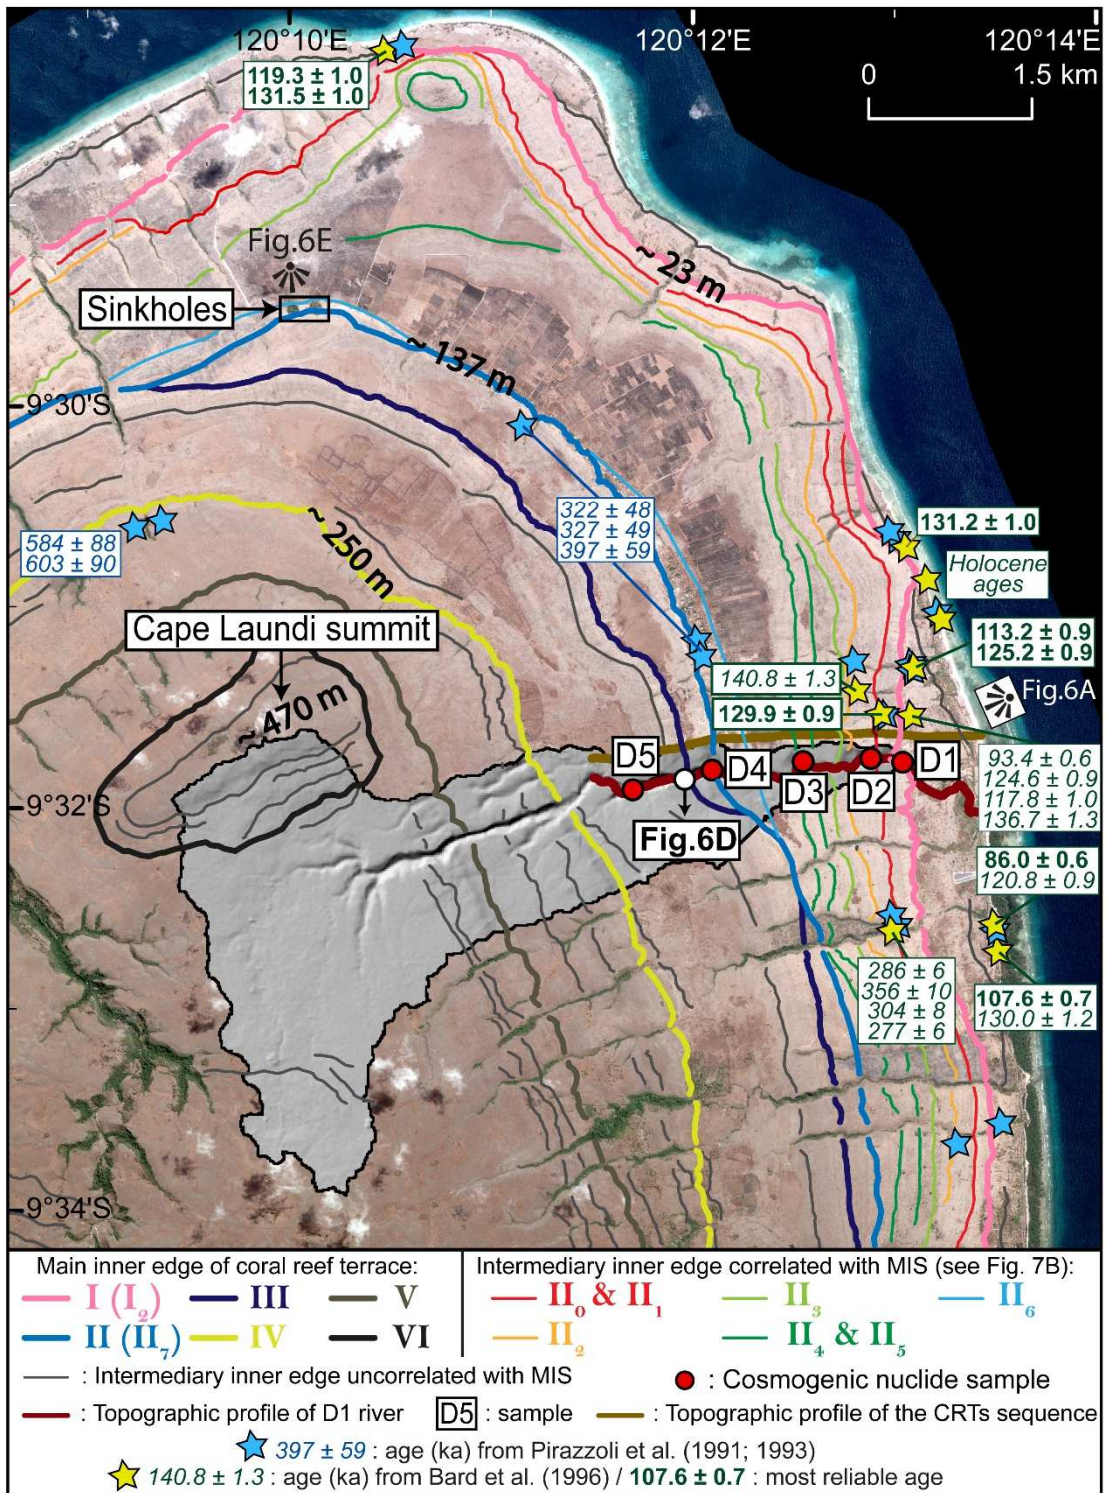 120°10'E
120°12'E
120°14'E
0 1.5 km
119.3 ± 1.0
131.5 ± 1.0
~ 23 m
Fig.6E
Sinkholes
~ 137 m
9°30'S
322 ± 48
327 ± 49
397 ± 59
131.2 ± 1.0
584 ± 88
603 ± 90
~ 250 m
Holocene
ages
Cape Laundi summit
113.2 ± 0.9
125.2 ± 0.9
140.8 ± 1.3
Fig.6A
~ 470 m
129.9 ± 0.9
D5
D4
D3
D2
D1
93.4 ± 0.6
124.6 ± 0.9
117.8 ± 1.0
136.7 ± 1.3
9°32'S
Fig.6D
86.0 ± 0.6
120.8 ± 0.9
286 ± 6
356 ± 10
304 ± 8
277 ± 6
107.6 ± 0.7
130.0 ± 1.2
9°34'S
Main inner edge of coral reef terrace:
I (I₂) III V
II (II₇) IV VI
Intermediary inner edge correlated with MIS (see Fig. 7B):
II₀ & II₁ II₃ II₆
II₂ II₄ & II₅
: Intermediary inner edge uncorrelated with MIS
: Cosmogenic nuclide sample
: Topographic profile of D1 river D5 : sample : Topographic profile of the CRTs sequence
397 ± 59 : age (ka) from Pirazzoli et al. (1991; 1993)
140.8 ± 1.3 : age (ka) from Bard et al. (1996) / 107.6 ± 0.7 : most reliable age